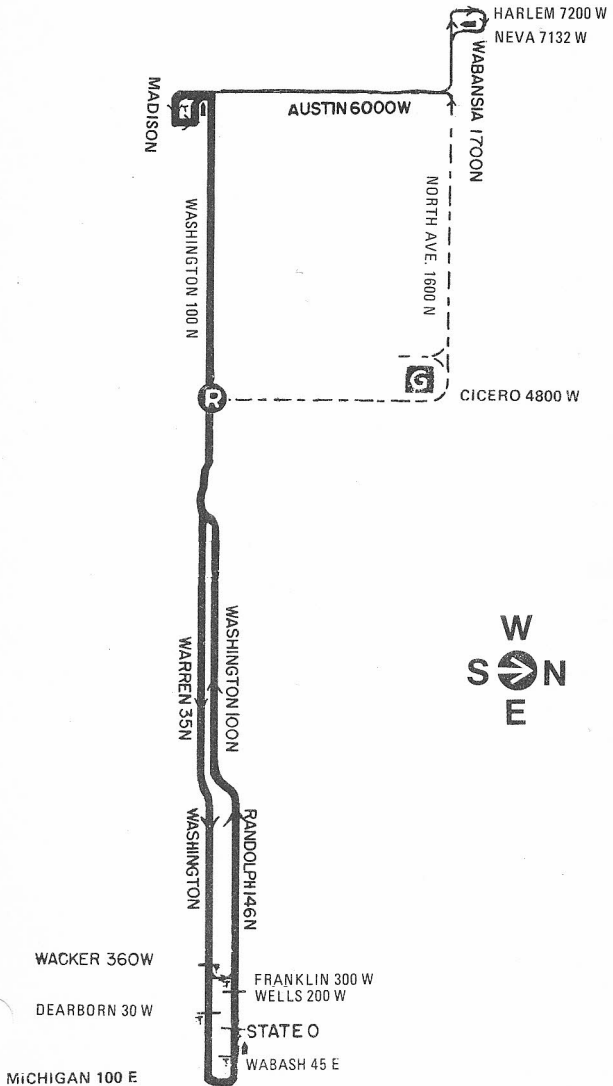 HARLEM 7200 W
NEVA 7132 W
WABANSIA 1700N
MADISON
AUSTIN 6000W
WASHINGTON 100 N
NORTH AVE. 1600 N
G
R
CICERO 4800 W
W
S N
E
WASHINGTON 100N
WARREN 35N
WASHINGTON
RANDOLPH 146N
WACKER 360W
FRANKLIN 300 W
WELLS 200 W
DEARBORN 30 W
STATE 0
WABASH 45 E
MiCHIGAN 100 E